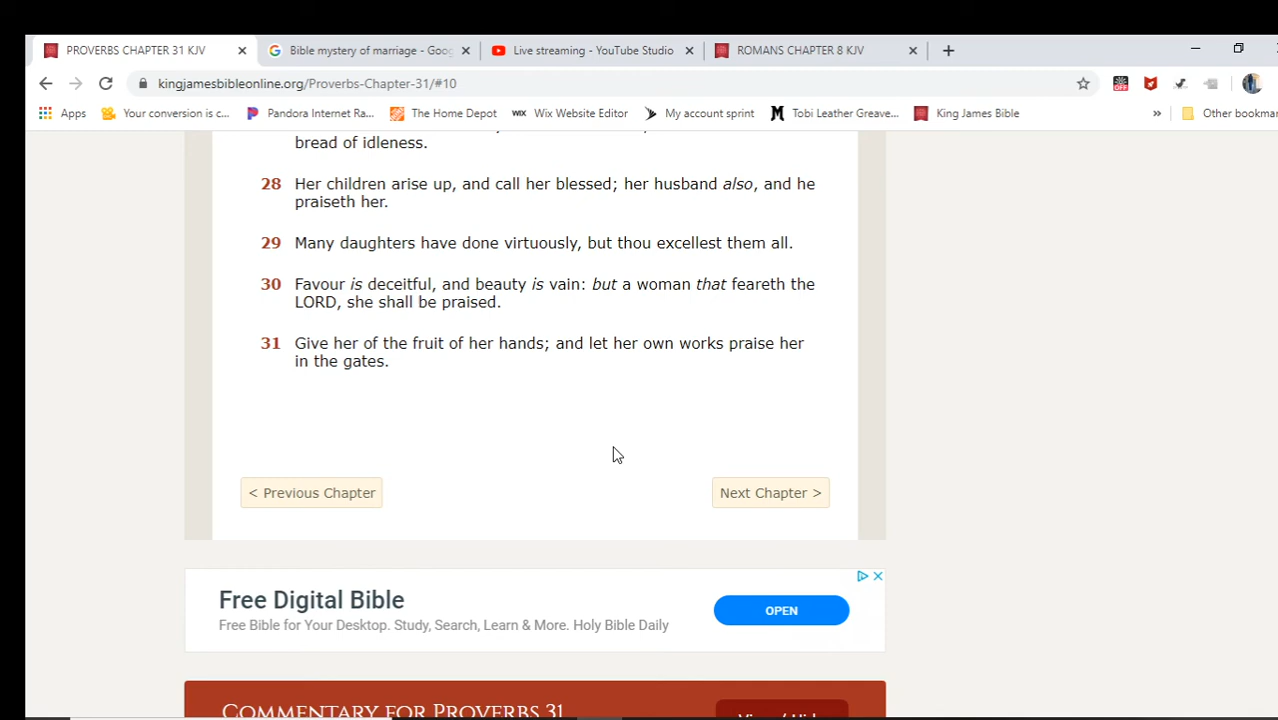 PROVERBS CHAPTER 31 KJV
Bible mystery of marriage - Goog
Live streaming - YouTube Studio
ROMANS CHAPTER 8 KJV
kingjamesbibleonline.org/Proverbs-Chapter-31/#10
OFF
Apps
Your conversion is c...
Pandora Internet Ra...
The Home Depot
WIX Wix Website Editor
My account sprint
Tobi Leather Greave...
King James Bible
» Other bookmar
bread of idleness.
28 Her children arise up, and call her blessed; her husband also, and he
praiseth her.
29 Many daughters have done virtuously, but thou excellest them all.
30 Favour is deceitful, and beauty is vain: but a woman that feareth the
LORD, she shall be praised.
31 Give her of the fruit of her hands; and let her own works praise her
in the gates.
< Previous Chapter
Next Chapter >
Free Digital Bible
Free Bible for Your Desktop. Study, Search, Learn & More. Holy Bible Daily
OPEN
COMMENTARY FOR PROVERBS 31